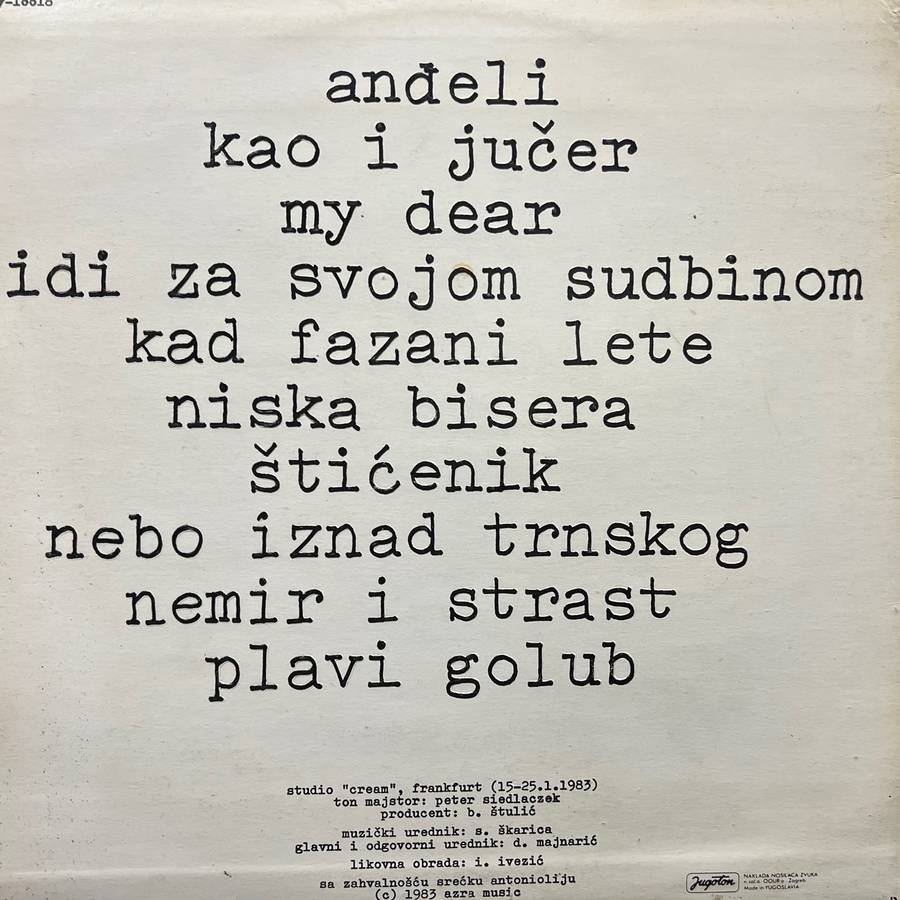 anđeli
kao i jučer
my dear
idi za svojom sudbinom
kad fazani lete
niska bisera
štićenik
nebo iznad trnskog
nemir i strast
plavi golub
studio "cream", frankfurt (15-25.1.1983)
ton majstor: peter siedlaczek
producent: b. štulić
muzički urednik: s. škarica
glavni i odgovorni urednik: d. majnarić
likovna obrada: i. ivezić
sa zahvalnošću srećku antonioliju
(c) 1983 azra music
Jugoton
NAKLADA NOSILACA ZVUKA
Zagreb
Made in YUGOSLAVIA